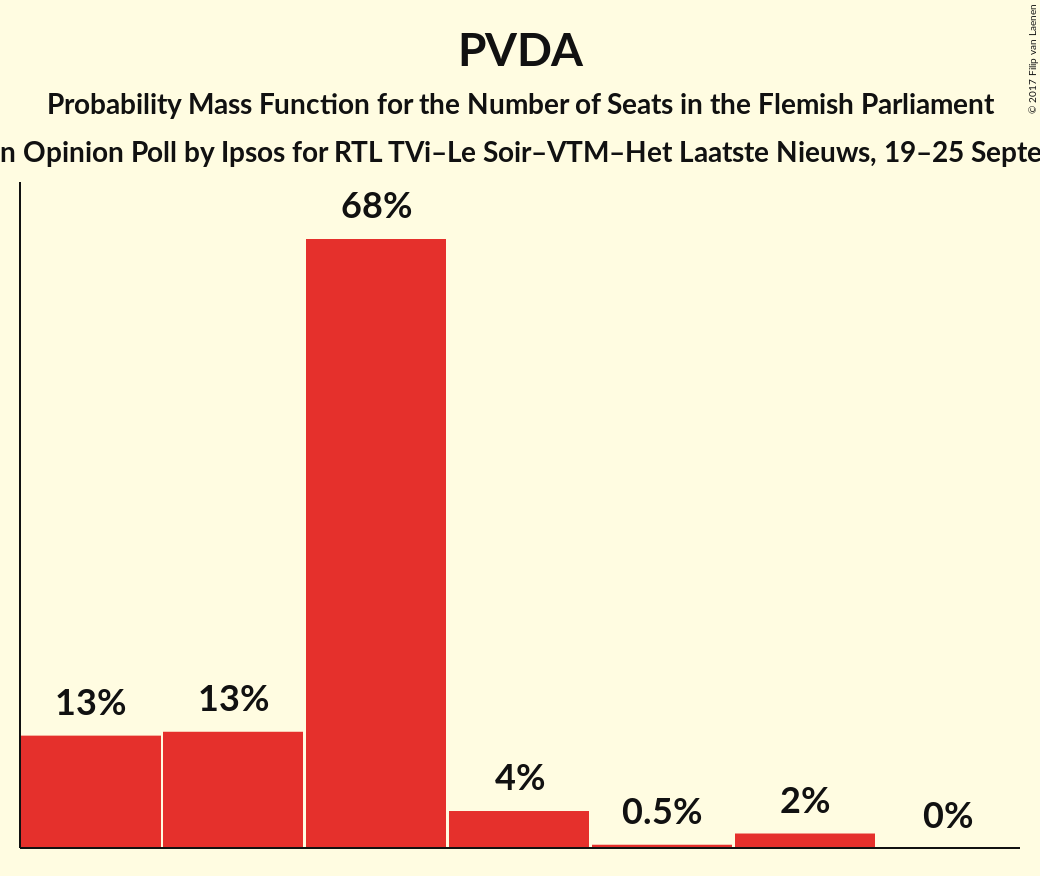 PVDA
Probability Mass Function for the Number of Seats in the Flemish Parliament
n Opinion Poll by Ipsos for RTL TVi–Le Soir–VTM–Het Laatste Nieuws, 19–25 Septe
© 2017 Filip van Laenen
68%
13%
13%
4%
0.5%
2%
0%